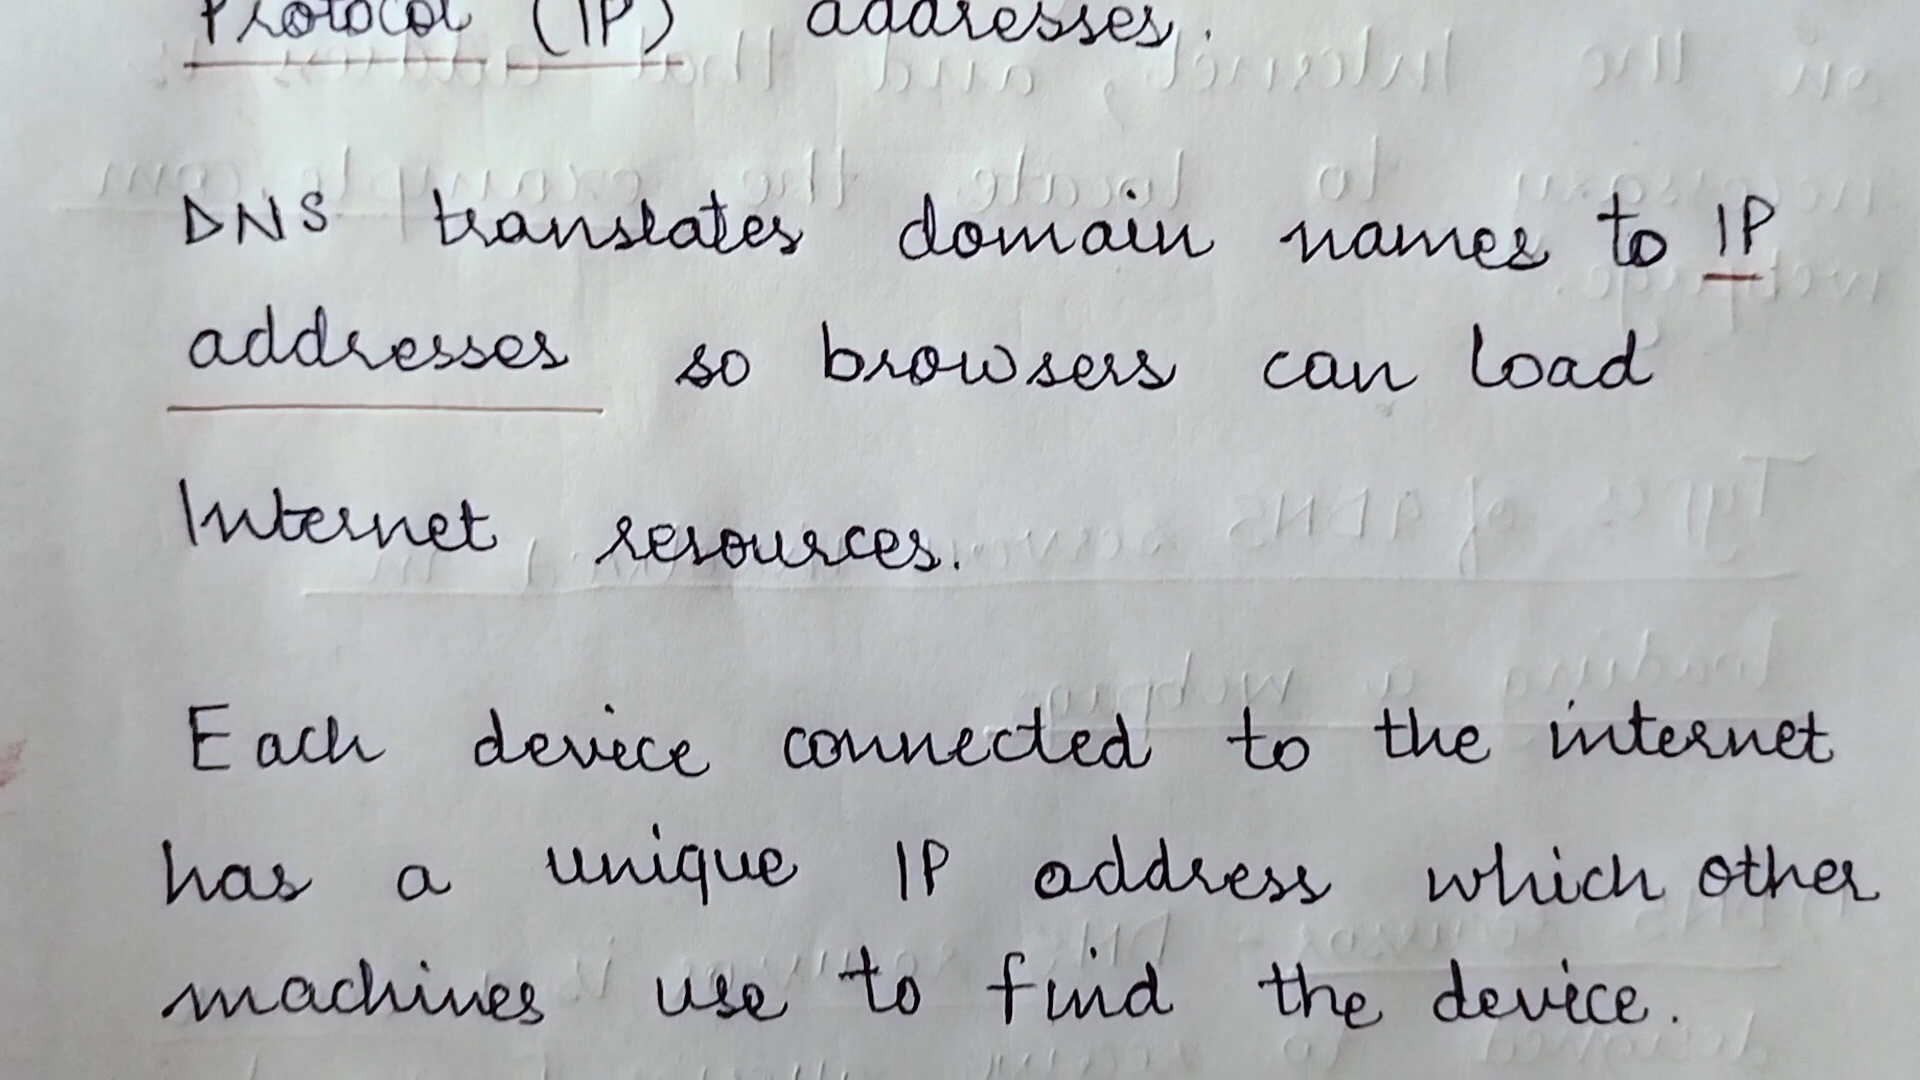 Protocol (IP) addresses.
DNS translates domain names to IP
addresses so browsers can load
Internet resources.
Each device connected to the internet
has a unique IP address which other
machines use to find the device.